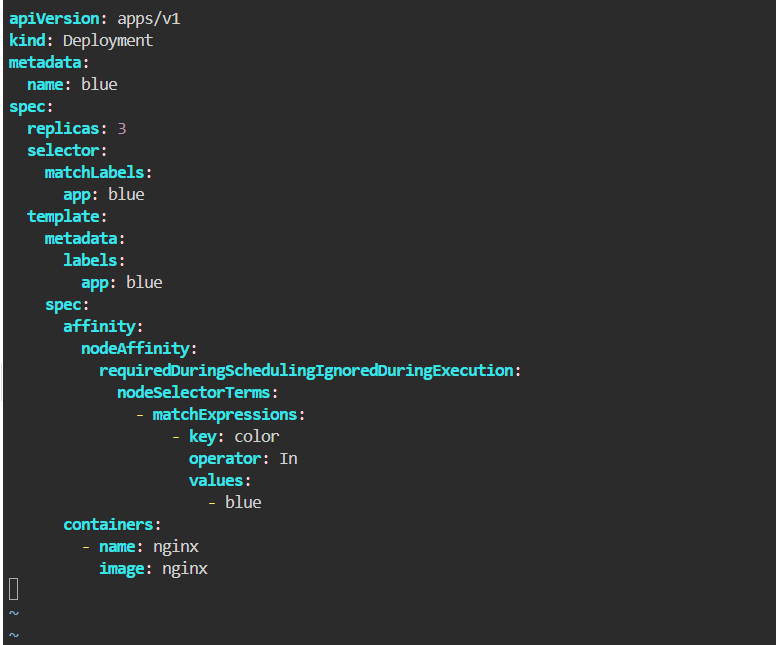 apiVersion: apps/v1
kind: Deployment
metadata:
  name: blue
spec:
  replicas: 3
  selector:
    matchLabels:
      app: blue
  template:
    metadata:
      labels:
        app: blue
    spec:
      affinity:
        nodeAffinity:
          requiredDuringSchedulingIgnoredDuringExecution:
            nodeSelectorTerms:
              - matchExpressions:
                  - key: color
                    operator: In
                    values:
                      - blue
      containers:
        - name: nginx
          image: nginx

~
~